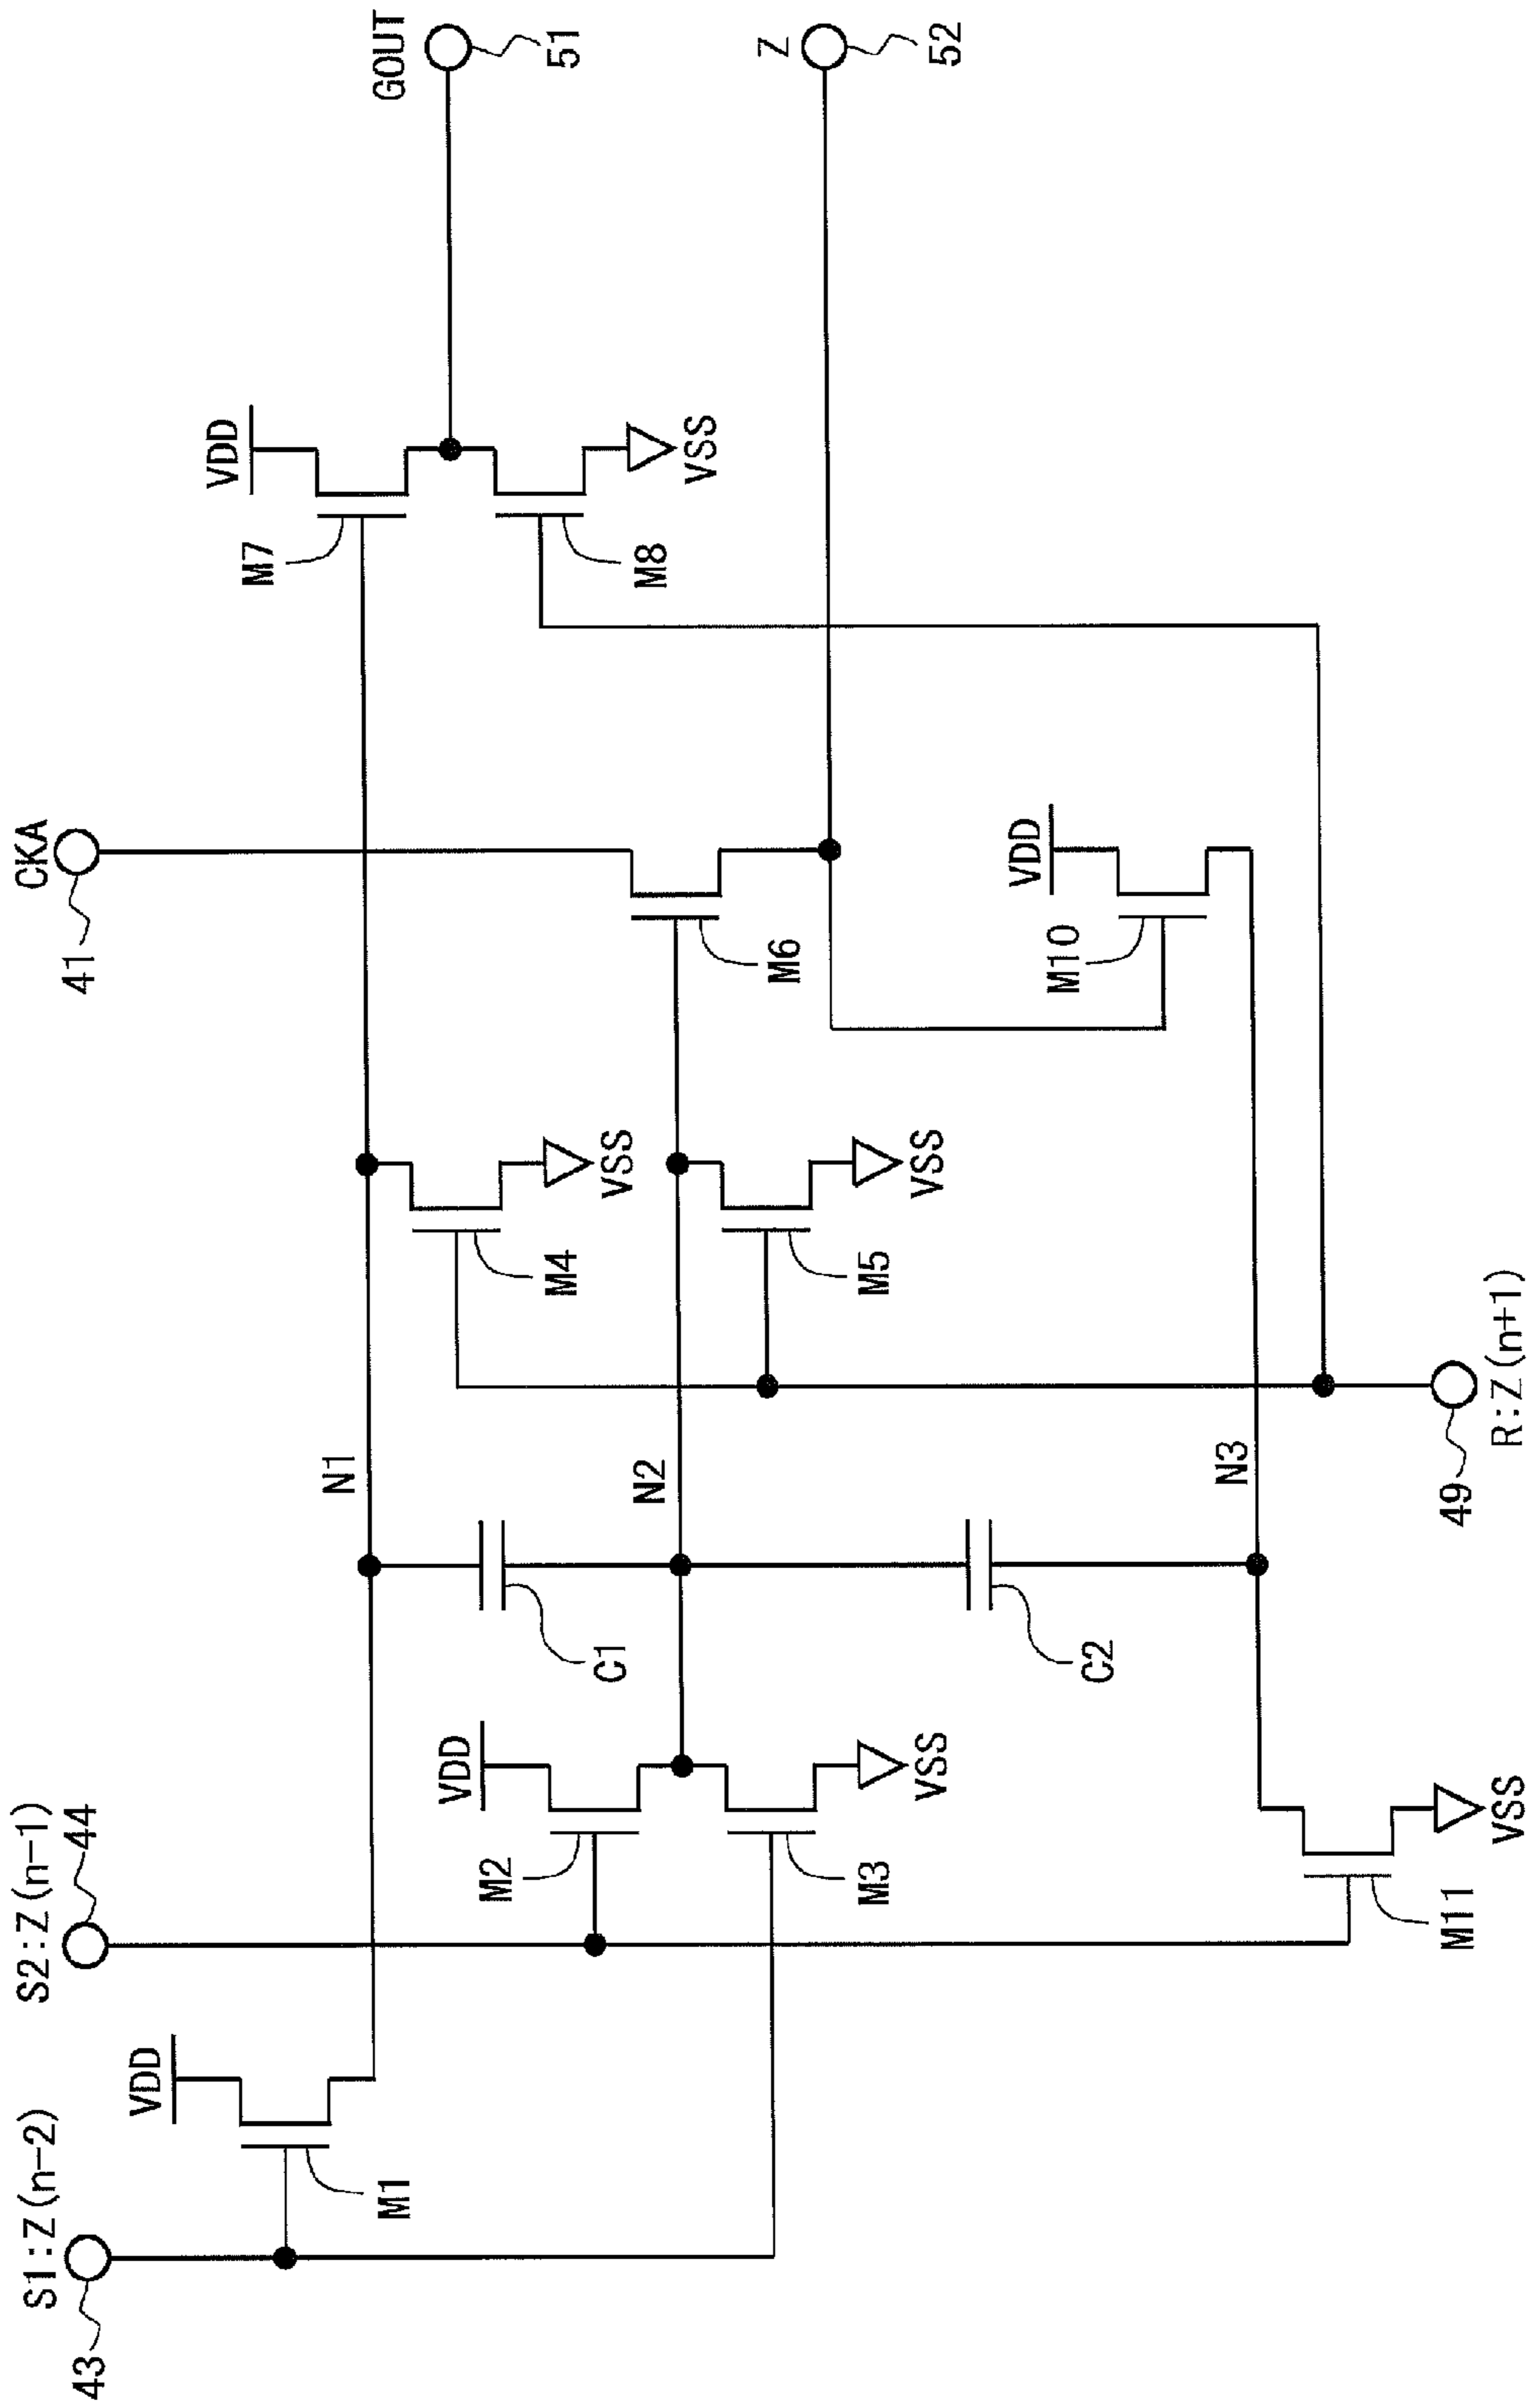 S1:Z(n-2)
43
S2:Z(n-1)
44
CKA
41
GOUT
51
Z
52
R:Z(n+1)
49
VDD
M1
VDD
M2
M3
VSS
M11
VSS
C1
C2
N1
N2
N3
M4
VSS
M5
VSS
M6
VDD
M10
VDD
M7
M8
VSS